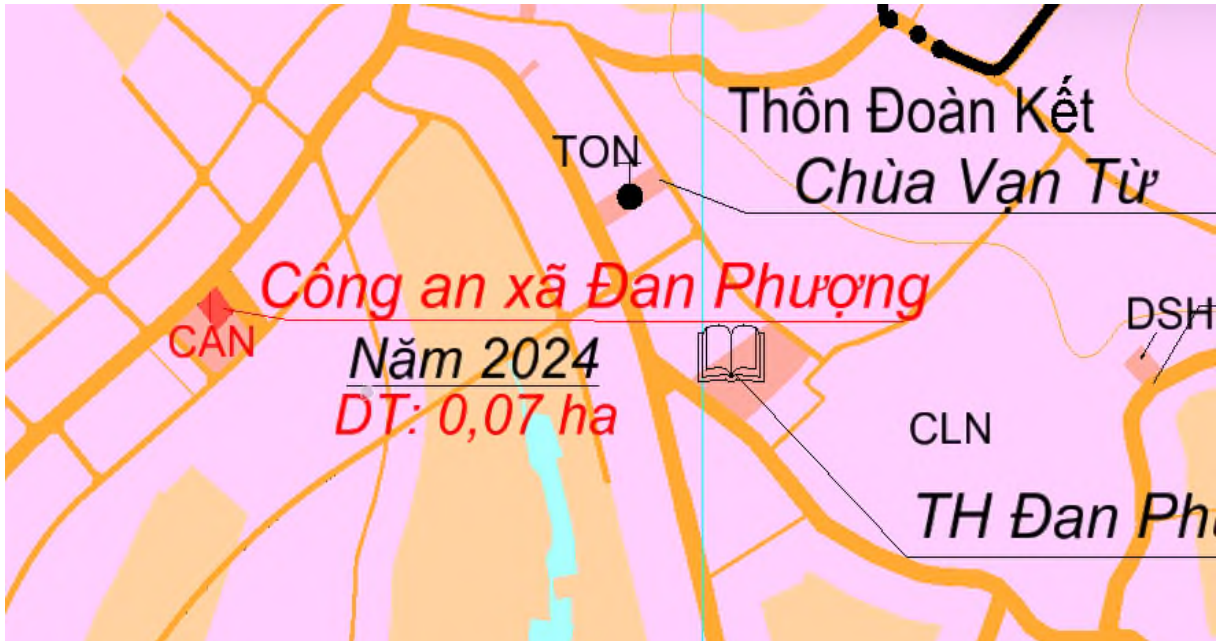 Thôn Đoàn Kết
TON
Chùa Vạn Từ
Công an xã Đan Phượng
CAN
DSH
Năm 2024
DT: 0,07 ha
CLN
TH Đan